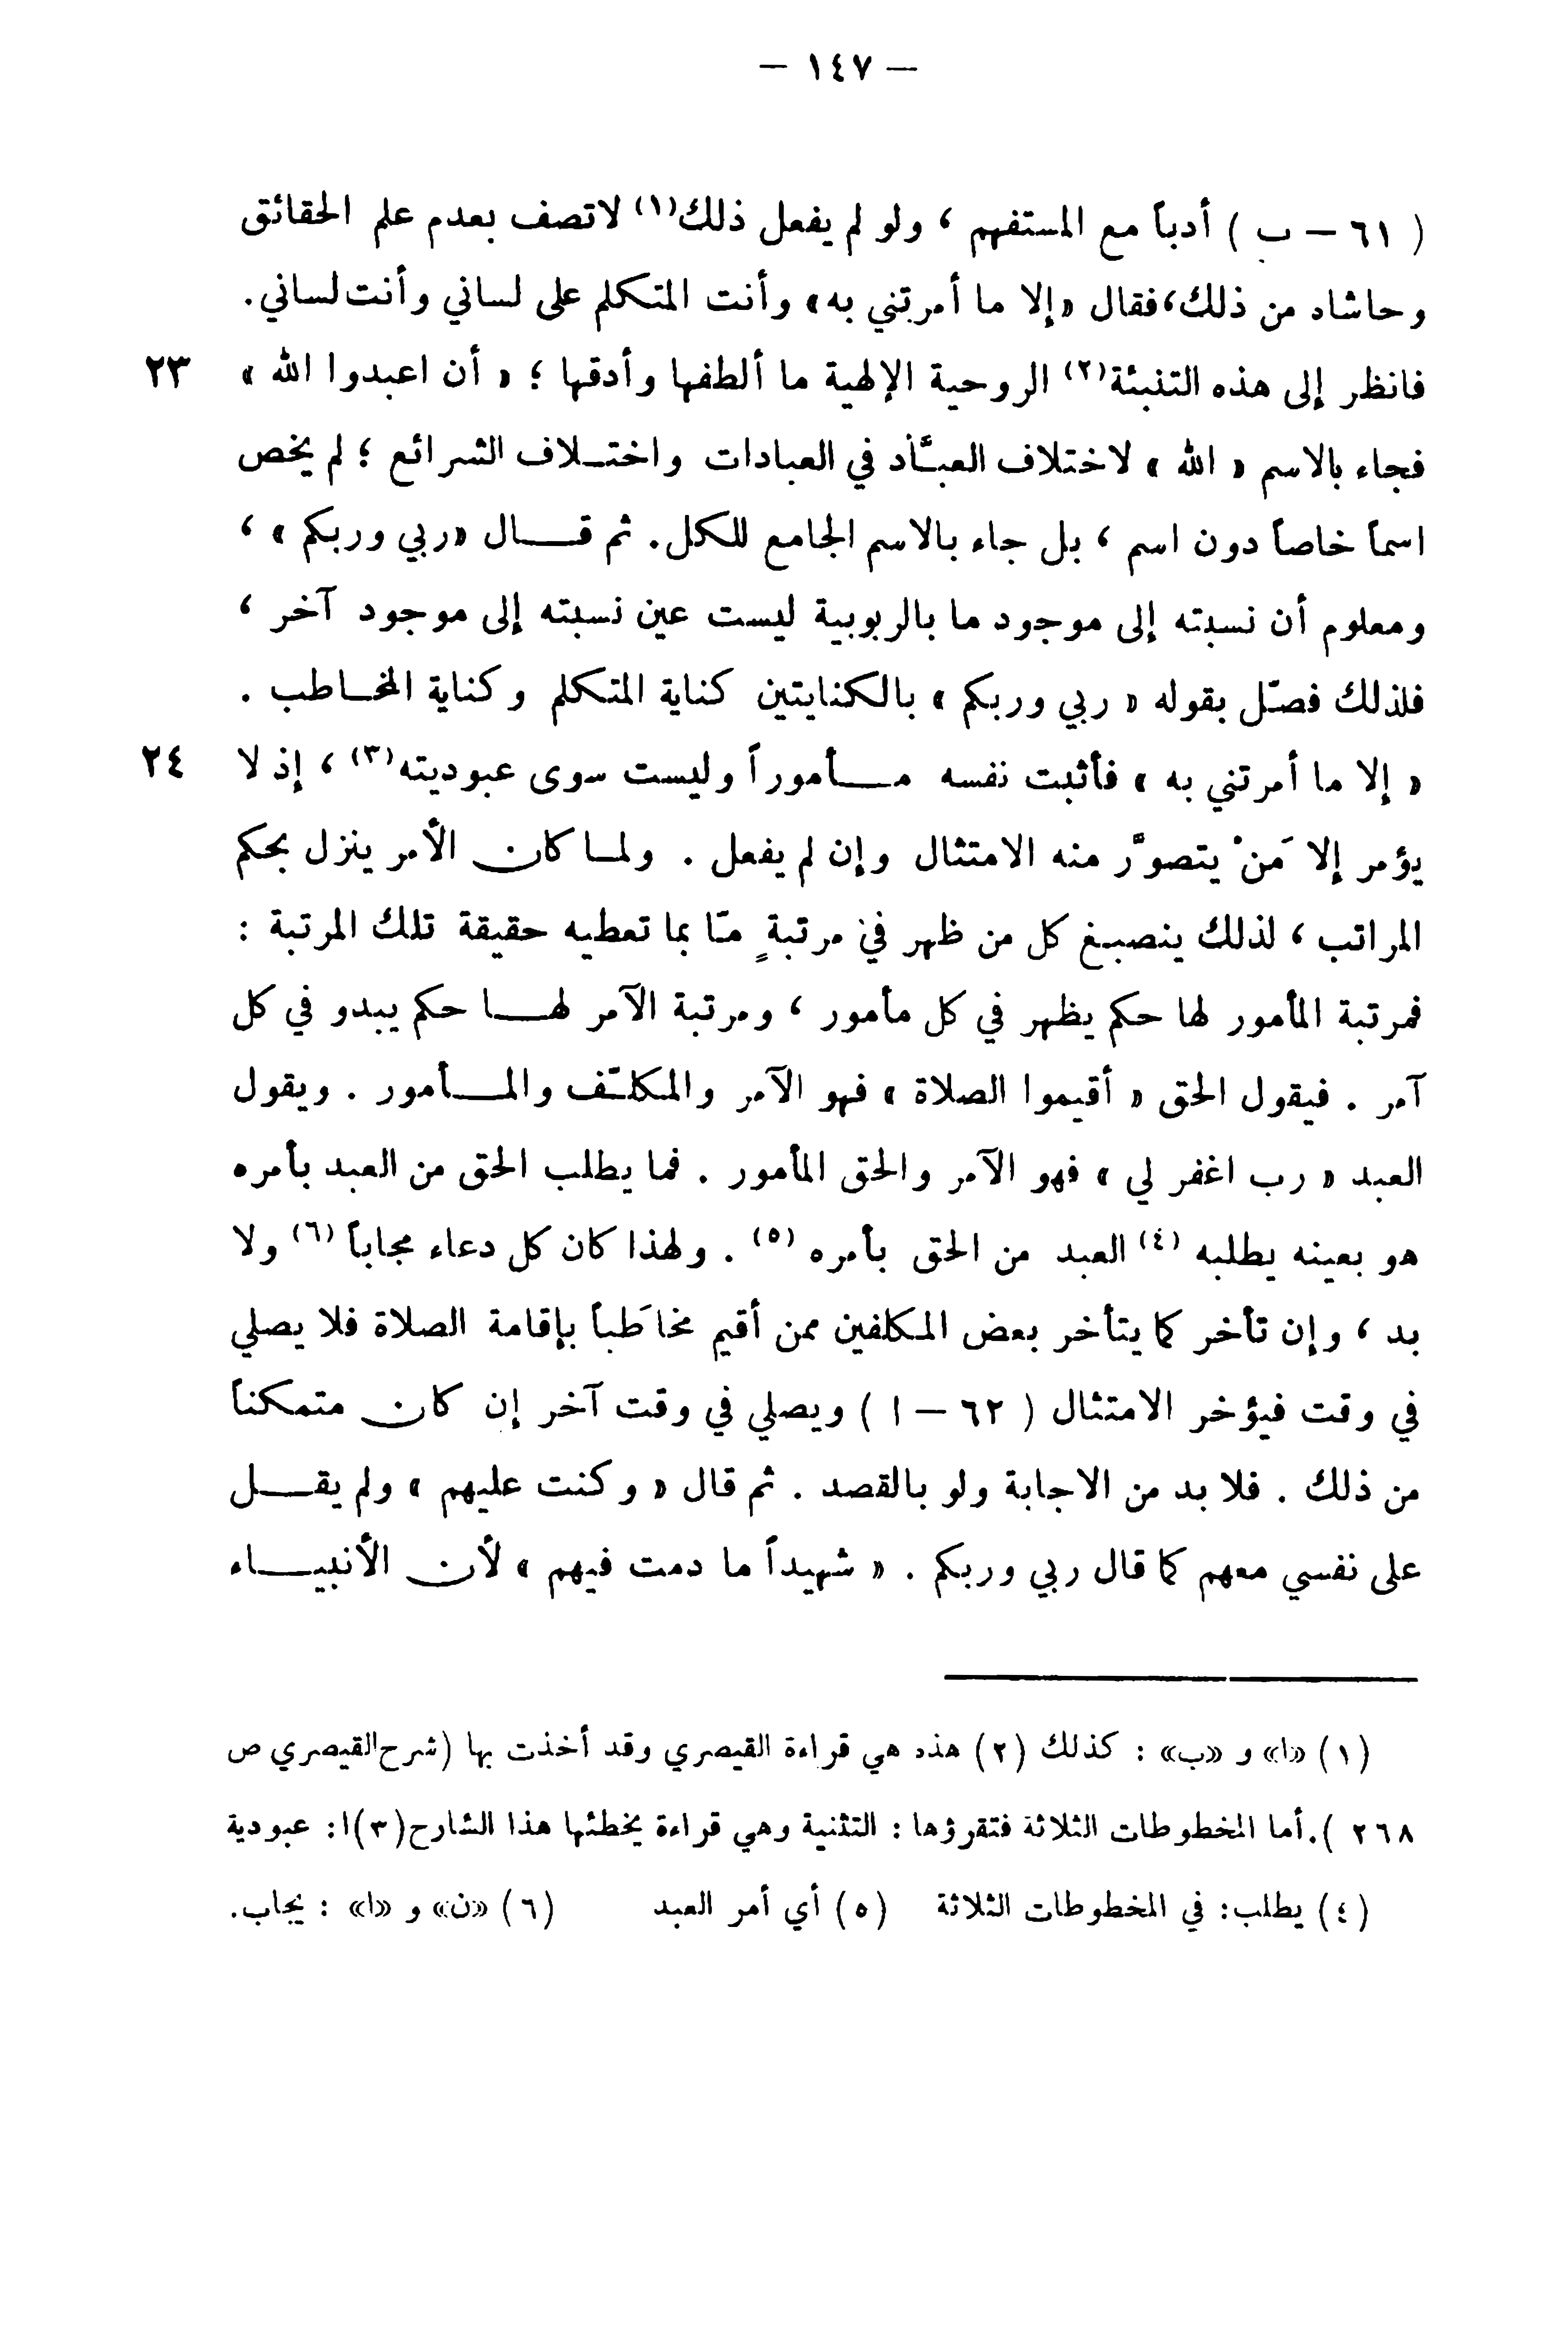 — ١٤٧ —
( ٦١ — ب ) أدباً مع المستفهم ، ولو لم يفعل ذلك(١) لاتصف بعدم علم الحقائق
وحاشاه من ذلك،فقال «إلا ما أمرتني به» وأنت المتكلم على لساني وأنت لساني.
فانظر إلى هذه التنبئة(٢) الروحية الإلهية ما ألطفها وأدقها ؛ « أن اعبدوا الله » ٢٣
فجاء بالاسم « الله » لاختلاف العبَّاد في العبادات واختـلاف الشرائع ؛ لم يخص
اسماً خاصاً دون اسم ، بل جاء بالاسم الجامع للكل. ثم قـــال «ربي وربكم » ،
ومعلوم أن نسبته إلى موجود ما بالربوبية ليست عين نسبته إلى موجود آخر ،
فلذلك فصّل بقوله « ربي وربكم » بالكنايتين كناية المتكلم وكناية المخـاطب .
« إلا ما أمرتني به » فأثبت نفسه مـــأموراً وليست سوى عبوديته(٣) ، إذ لا ٢٤
يؤمر إلا مَنْ يتصوَّر منه الامتثال وإن لم يفعل . ولمـا كان الأمر ينزل بحكم
المراتب ، لذلك ينصبـغ كل من ظهر في مرتبةٍ مّا بما تعطيه حقيقة تلك المرتبة :
فمرتبة المأمور لها حكم يظهر في كل مأمور ، ومرتبة الآمر لهـــا حكم يبدو في كل
آمر . فيقول الحق « أقيموا الصلاة » فهو الآمر والمكلـّف والمـــأمور . ويقول
العبد « رب اغفر لي » فهو الآمر والحق المأمور . فما يطلب الحق من العبد بأمره
هو بعينه يطلبه (٤) العبد من الحق بأمره (٥) . ولهذا كان كل دعاء مجاباً (٦) ولا
بد ، وإن تأخر كما يتأخر بعض المكلفين ممن أقيم مخاطَباً بإقامة الصلاة فلا يصلي
في وقت فيؤخر الامتثال ( ٦٢ — ا ) ويصلي في وقت آخر إن كان متمكناً
من ذلك . فلا بد من الاجابة ولو بالقصد . ثم قال « وكنت عليهم » ولم يقـــل
على نفسي معهم كما قال ربي وربكم . « شهيداً ما دمت فيهم » لأن الأنبيـــاء
(١) «ا» و «ب» : كذلك (٢) هذه هي قراءة القيصري وقد أخذت بها (شرح القيصري ص
٢٦٨ ).أما المخطوطات الثلاثة فتقرؤها : التثنية وهي قراءة يخطئها هذا الشارح(٣)ا: عبودية
(٤) يطلب: في المخطوطات الثلاثة (٥) أي أمر العبد (٦) «ن» و «ا» : يجاب.